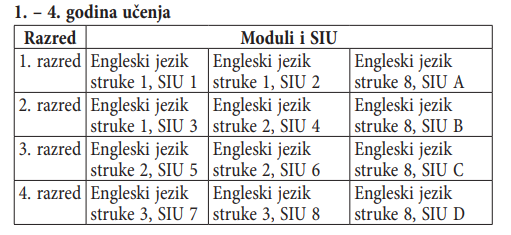 1. – 4. godina učenja
Razred Moduli i SIU
1. razred Engleski jezik Engleski jezik Engleski jezik
struke 1, SIU 1 struke 1, SIU 2 struke 8, SIU A
2. razred Engleski jezik Engleski jezik Engleski jezik
struke 1, SIU 3 struke 2, SIU 4 struke 8, SIU B
3. razred Engleski jezik Engleski jezik Engleski jezik
struke 2, SIU 5 struke 2, SIU 6 struke 8, SIU C
4. razred Engleski jezik Engleski jezik Engleski jezik
struke 3, SIU 7 struke 3, SIU 8 struke 8, SIU D